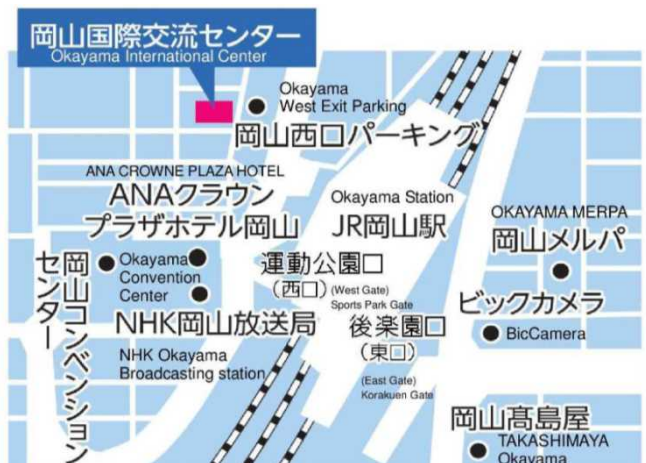 岡山国際交流センター
Okayama International Center
Okayama
West Exit Parking
岡山西口パーキング
ANA CROWNE PLAZA HOTEL
ANAクラウン
プラザホテル岡山
Okayama Station
JR岡山駅
OKAYAMA MERPA
岡山メルパ
岡山コンベンション
センター
Okayama
Convention
Center
運動公園口
(西口)
(West Gate)
Sports Park Gate
ビックカメラ
BicCamera
NHK岡山放送局
NHK Okayama
Broadcasting station
後楽園口
(東口)
(East Gate)
Korakuen Gate
岡山髙島屋
TAKASHIMAYA
Okayama